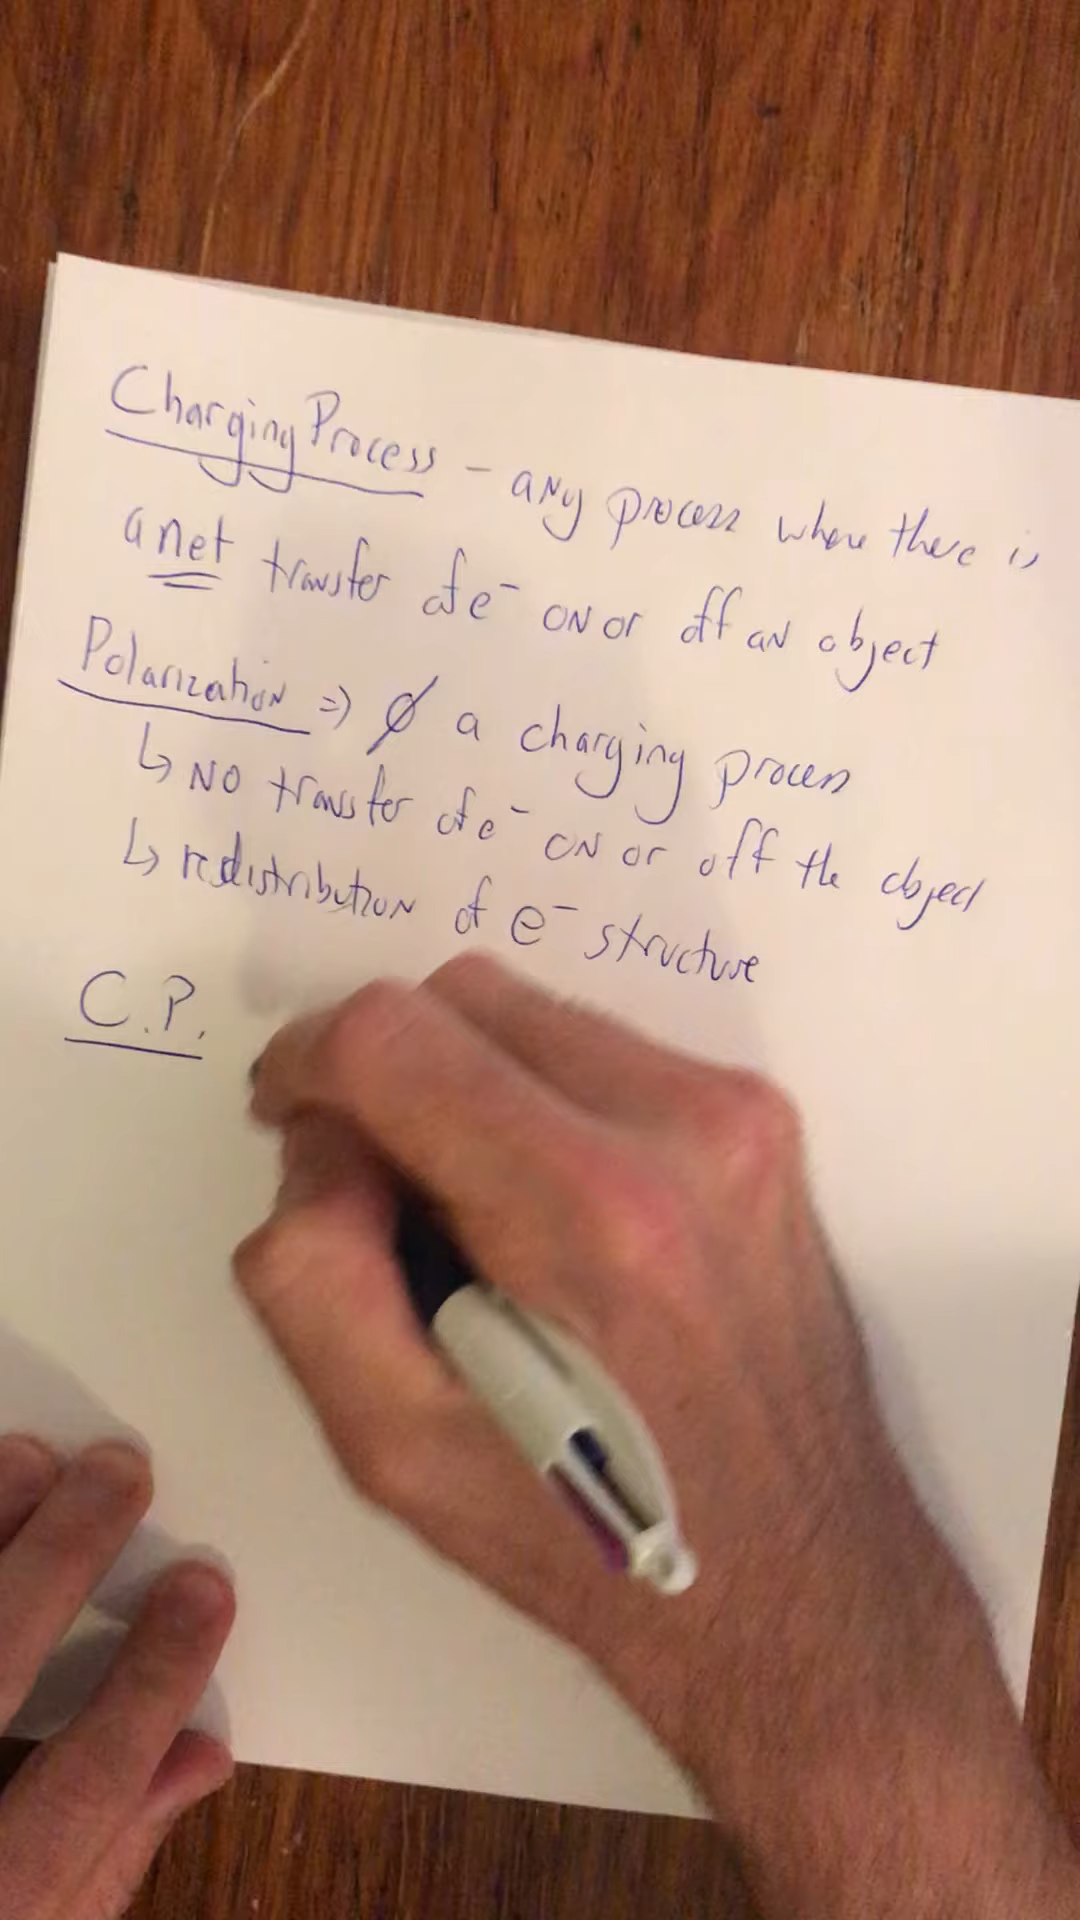 Charging Process - any process where there is
a net transfer of e⁻ on or off an object
Polarization => ∅ a charging process
↳ No transfer of e⁻ on or off the object
↳ redistribution of e⁻ structure
C.P.